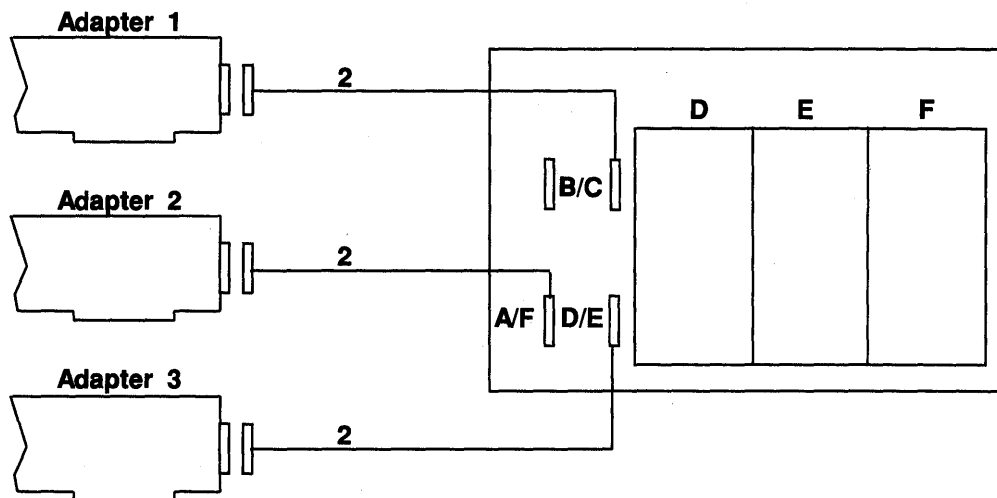 Adapter 1
2
D E F
B/C
Adapter 2
2
A/F D/E
Adapter 3
2